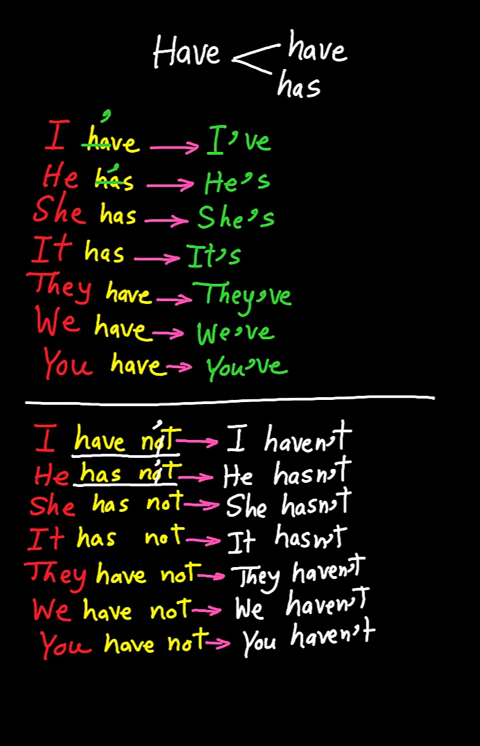 Have have
has
I have → I've
He has → He's
She has → She's
It has → It's
They have → They've
We have → We've
You have → You've
I have not → I haven't
He has not → He hasn't
She has not → She hasn't
It has not → It hasn't
They have not → They haven't
We have not → We haven't
You have not → You haven't